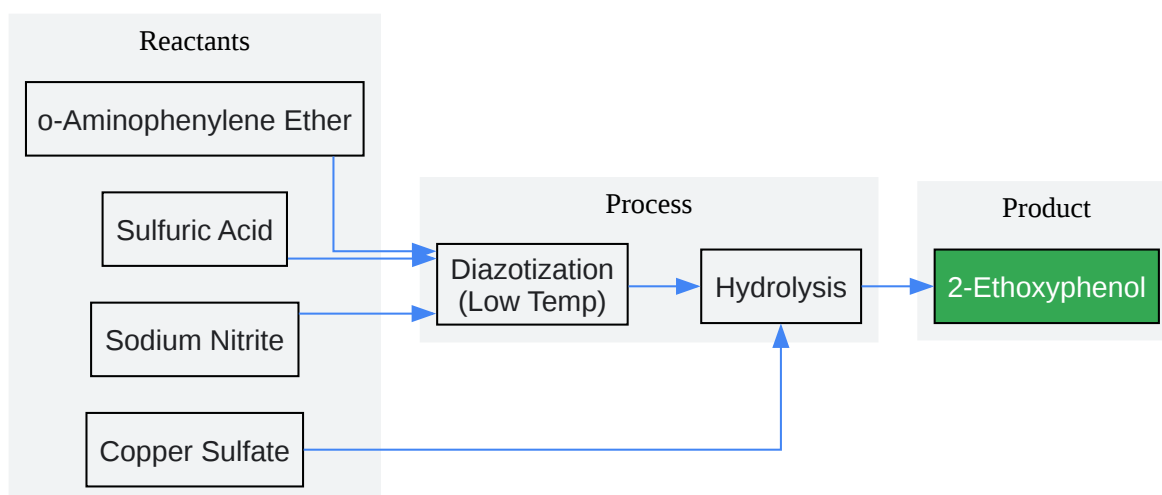 Reactants
o-Aminophenylene Ether
Sulfuric Acid
Sodium Nitrite
Copper Sulfate
Process
Diazotization
(Low Temp)
Hydrolysis
Product
2-Ethoxyphenol